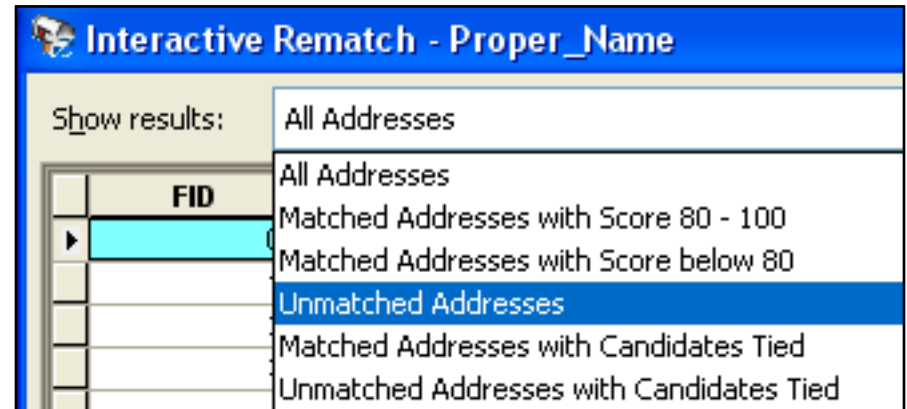 Interactive Rematch - Proper_Name
Show results: All Addresses
All Addresses
FID
Matched Addresses with Score 80 - 100
Matched Addresses with Score below 80
Unmatched Addresses
Matched Addresses with Candidates Tied
Unmatched Addresses with Candidates Tied